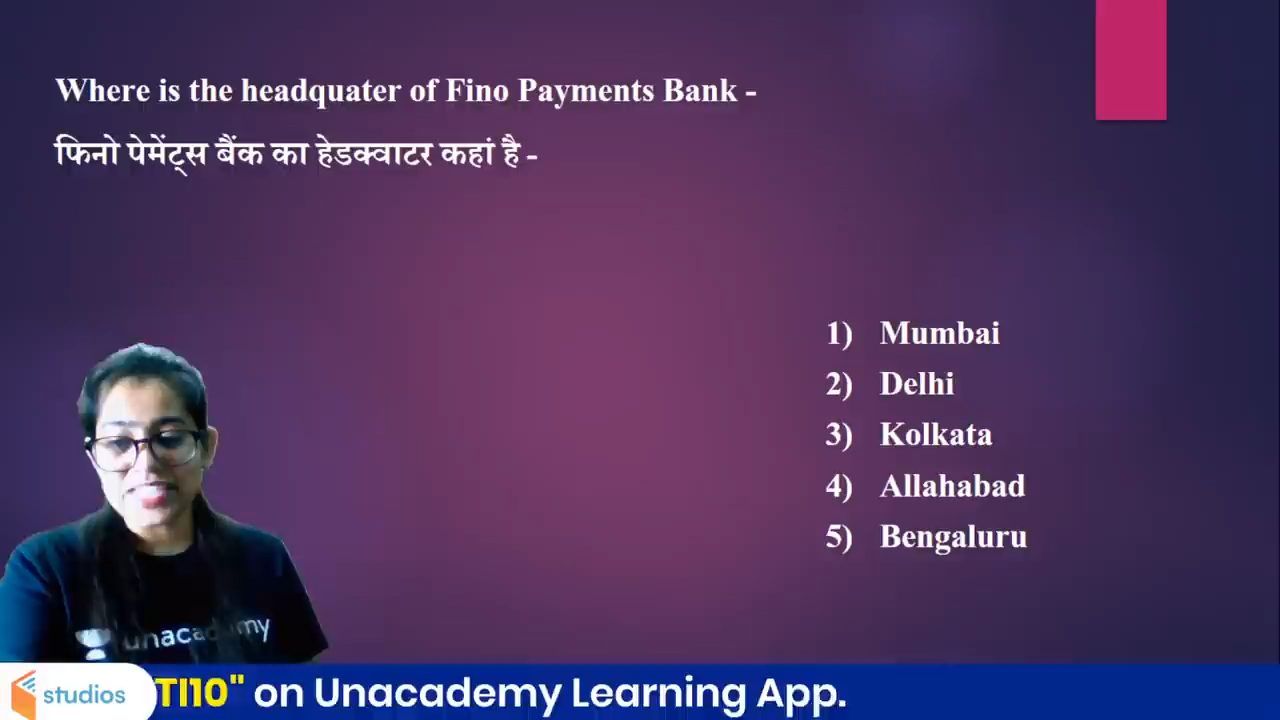 Where is the headquater of Fino Payments Bank -
फिनो पेमेंट्स बैंक का हेडक्वाटर कहां है -
1) Mumbai
2) Delhi
3) Kolkata
4) Allahabad
5) Bengaluru
unacademy
studios
TI10" on Unacademy Learning App.